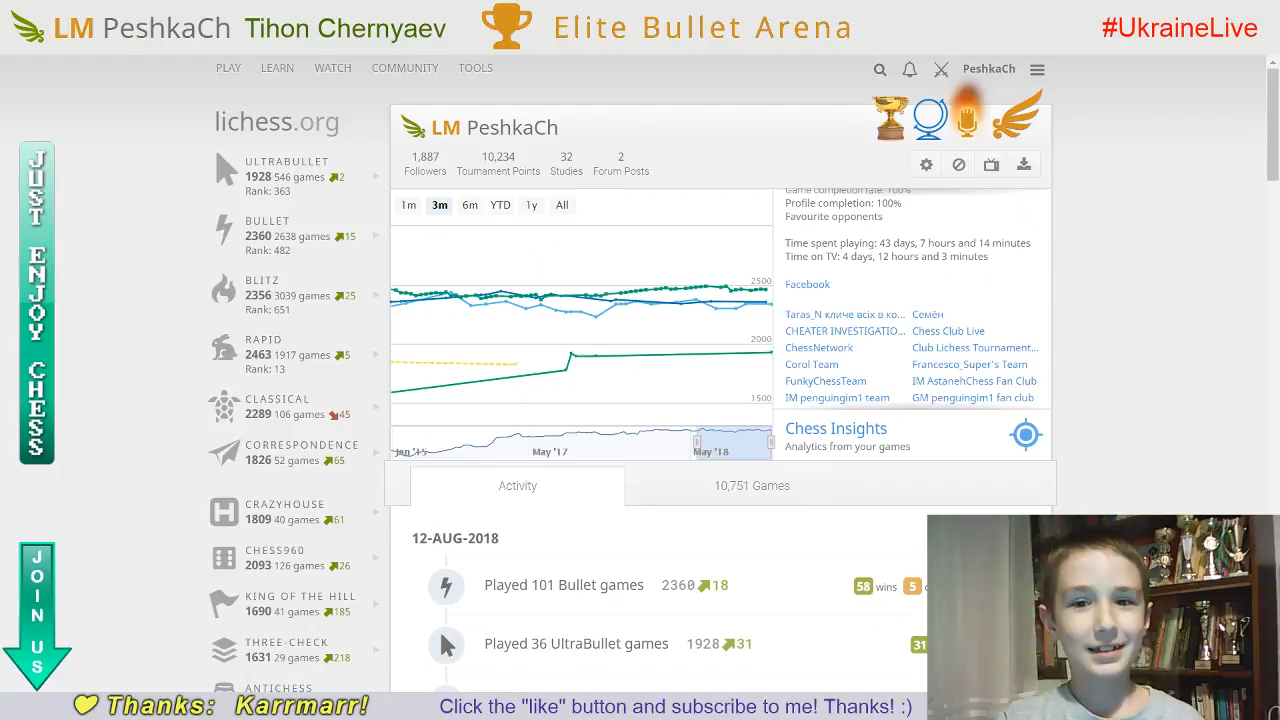 LM PeshkaCh Tihon Chernyaev
Elite Bullet Arena
#UkraineLive
PLAY LEARN WATCH COMMUNITY TOOLS
PeshkaCh
JUST ENJOY CHESS
JOIN US
lichess.org
ULTRABULLET
1928 546 games 2
Rank: 363
BULLET
2360 2638 games 15
Rank: 482
BLITZ
2356 3039 games 25
Rank: 651
RAPID
2463 1917 games 5
Rank: 13
CLASSICAL
2289 106 games 45
CORRESPONDENCE
1826 52 games 65
CRAZYHOUSE
1809 40 games 61
CHESS960
2093 126 games 26
KING OF THE HILL
1690 41 games 185
THREE-CHECK
1631 29 games 218
ANTICHESS
LM PeshkaCh
1,887 10,234 32 2
Followers Tournament Points Studies Forum Posts
1m 3m 6m YTD 1y All
2500
2000
1500
Jan '15 May '17 May '18
Game completion rate: 100%
Profile completion: 100%
Favourite opponents
Time spent playing: 43 days, 7 hours and 14 minutes
Time on TV: 4 days, 12 hours and 3 minutes
Facebook
Taras_N кличе всіх в ко... Семён
CHEATER INVESTIGATIO... Chess Club Live
ChessNetwork Club Lichess Tournament...
Corol Team Francesco_Super's Team
FunkyChessTeam IM AstanehChess Fan Club
IM penguingim1 team GM penguingim1 fan club
Chess Insights
Analytics from your games
Activity 10,751 Games
12-AUG-2018
Played 101 Bullet games 2360 18 58 wins 5
Played 36 UltraBullet games 1928 31 31
Thanks: Karrmarr!
Click the "like" button and subscribe to me! Thanks! :)